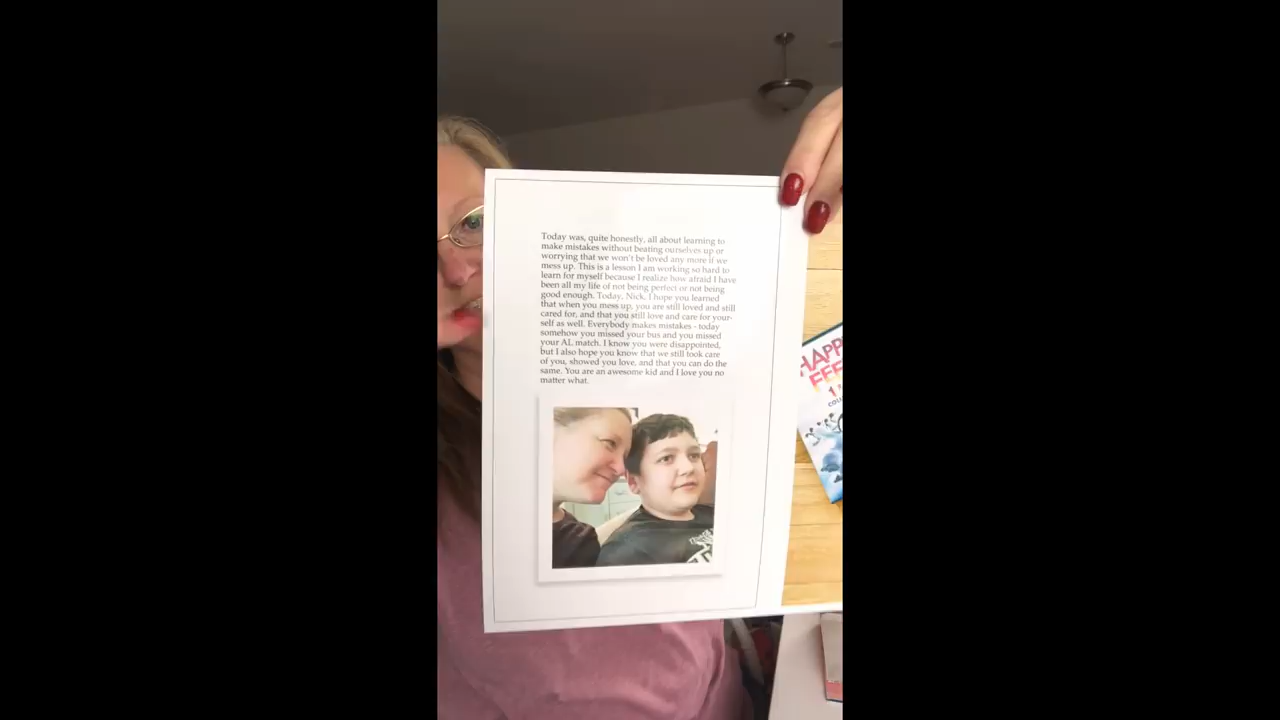 Today was, quite honestly, all about learning to
make mistakes without beating ourselves up or
worrying that we won't be loved any more if we
mess up. This is a lesson I am working so hard to
learn for myself because I realize how afraid I have
been all my life of not being perfect or not being
good enough. Today, Nick, I hope you learned
that when you mess up, you are still loved and still
cared for, and that you still love and care for your-
self as well. Everybody makes mistakes - today
somehow you missed your bus and you missed
your AL match. I know you were disappointed,
but I also hope you know that we still took care
of you, showed you love, and that you can do the
same. You are an awesome kid and I love you no
matter what.
HAPP
FEE
1